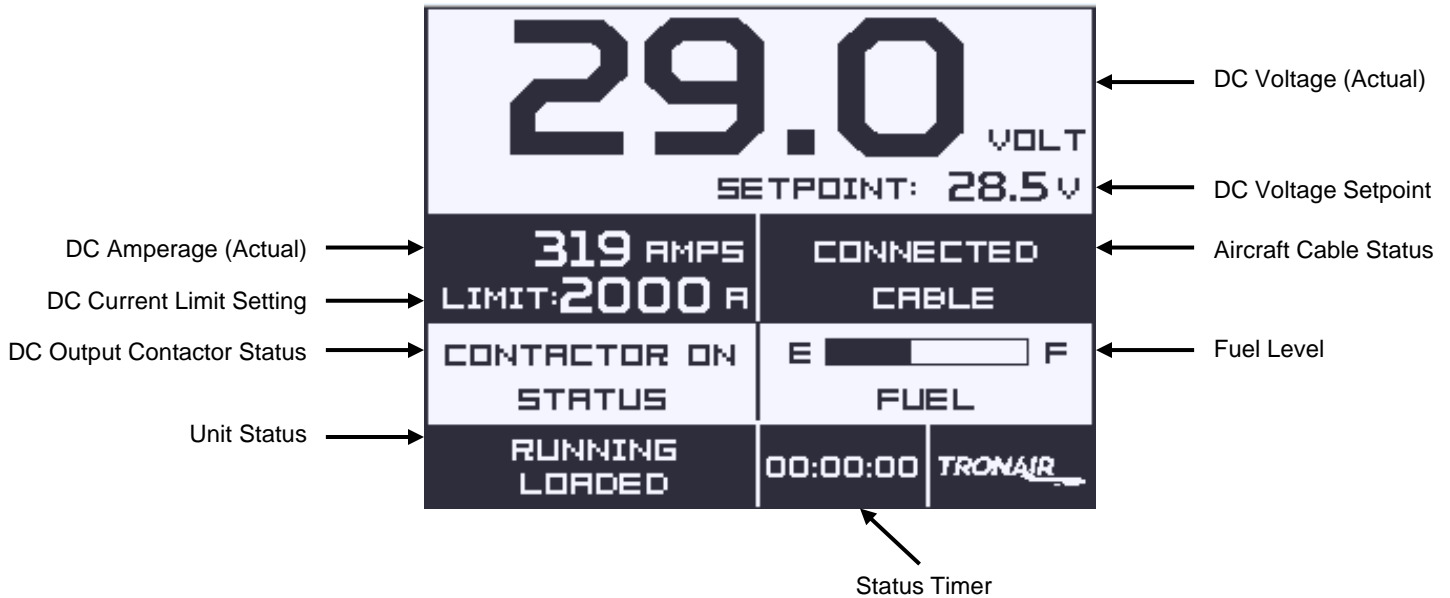 29.0 VOLT
DC Voltage (Actual)
SETPOINT: 28.5 V
DC Voltage Setpoint
DC Amperage (Actual)
319 AMPS
CONNECTED
Aircraft Cable Status
DC Current Limit Setting
LIMIT:2000 A
CABLE
DC Output Contactor Status
CONTACTOR ON
E F
Fuel Level
STATUS
FUEL
Unit Status
RUNNING
LOADED
00:00:00
TRONAIR
Status Timer